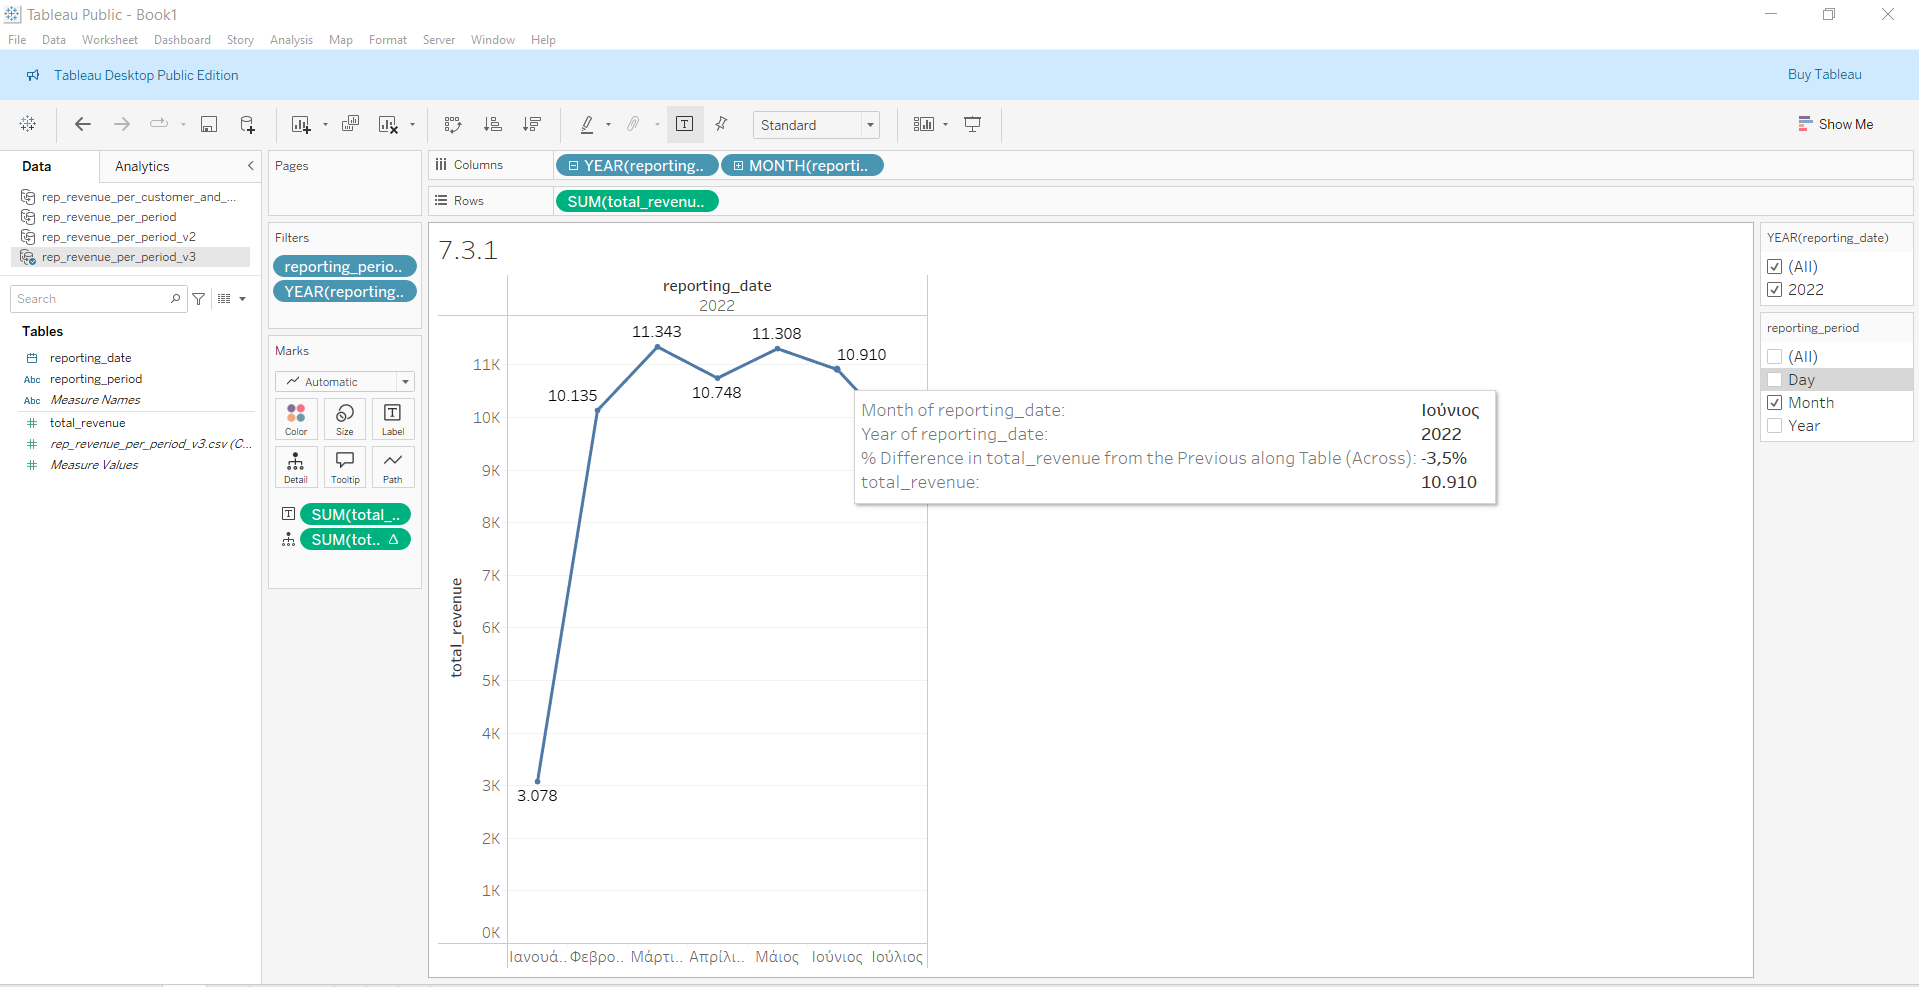 Tableau Public - Book1
File Data Worksheet Dashboard Story Analysis Map Format Server Window Help
Tableau Desktop Public Edition
Buy Tableau
Standard
Show Me
Data Analytics
rep_revenue_per_customer_and_...
rep_revenue_per_period
rep_revenue_per_period_v2
rep_revenue_per_period_v3
Search
Tables
reporting_date
Abc reporting_period
Abc Measure Names
total_revenue
rep_revenue_per_period_v3.csv (C...
Measure Values
Pages
Filters
reporting_perio..
YEAR(reporting..
Marks
Automatic
Color Size Label
Detail Tooltip Path
SUM(total_..
SUM(tot.. Δ
Columns
YEAR(reporting.. MONTH(reporti..
Rows
SUM(total_revenu..
7.3.1
reporting_date
2022
11.343
11.308
10.910
10.135
10.748
3.078
11K
10K
9K
8K
7K
6K
5K
4K
3K
2K
1K
0K
total_revenue
Ιανουά.. Φεβρο.. Μάρτι.. Απρίλι.. Μάιος Ιούνιος Ιούλιος
Month of reporting_date: Ιούνιος
Year of reporting_date: 2022
% Difference in total_revenue from the Previous along Table (Across): -3,5%
total_revenue: 10.910
YEAR(reporting_date)
(All)
2022
reporting_period
(All)
Day
Month
Year